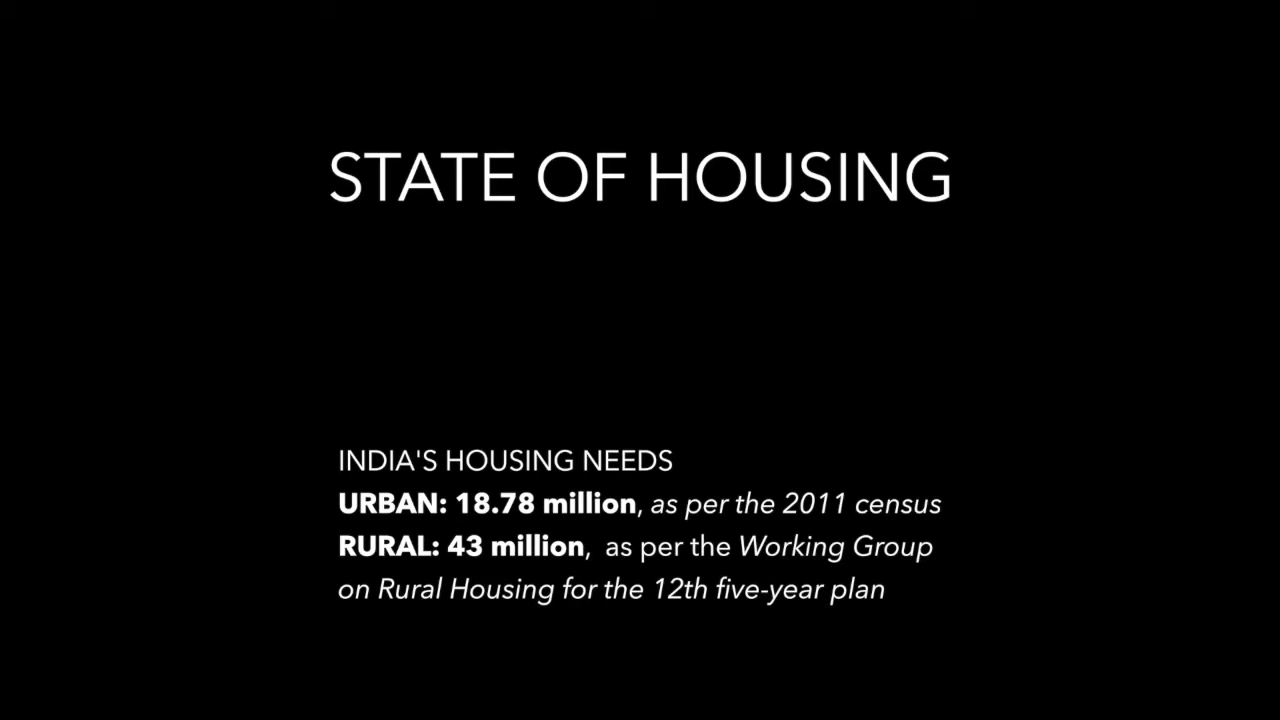 STATE OF HOUSING
INDIA'S HOUSING NEEDS
URBAN: 18.78 million, as per the 2011 census
RURAL: 43 million, as per the Working Group
on Rural Housing for the 12th five-year plan